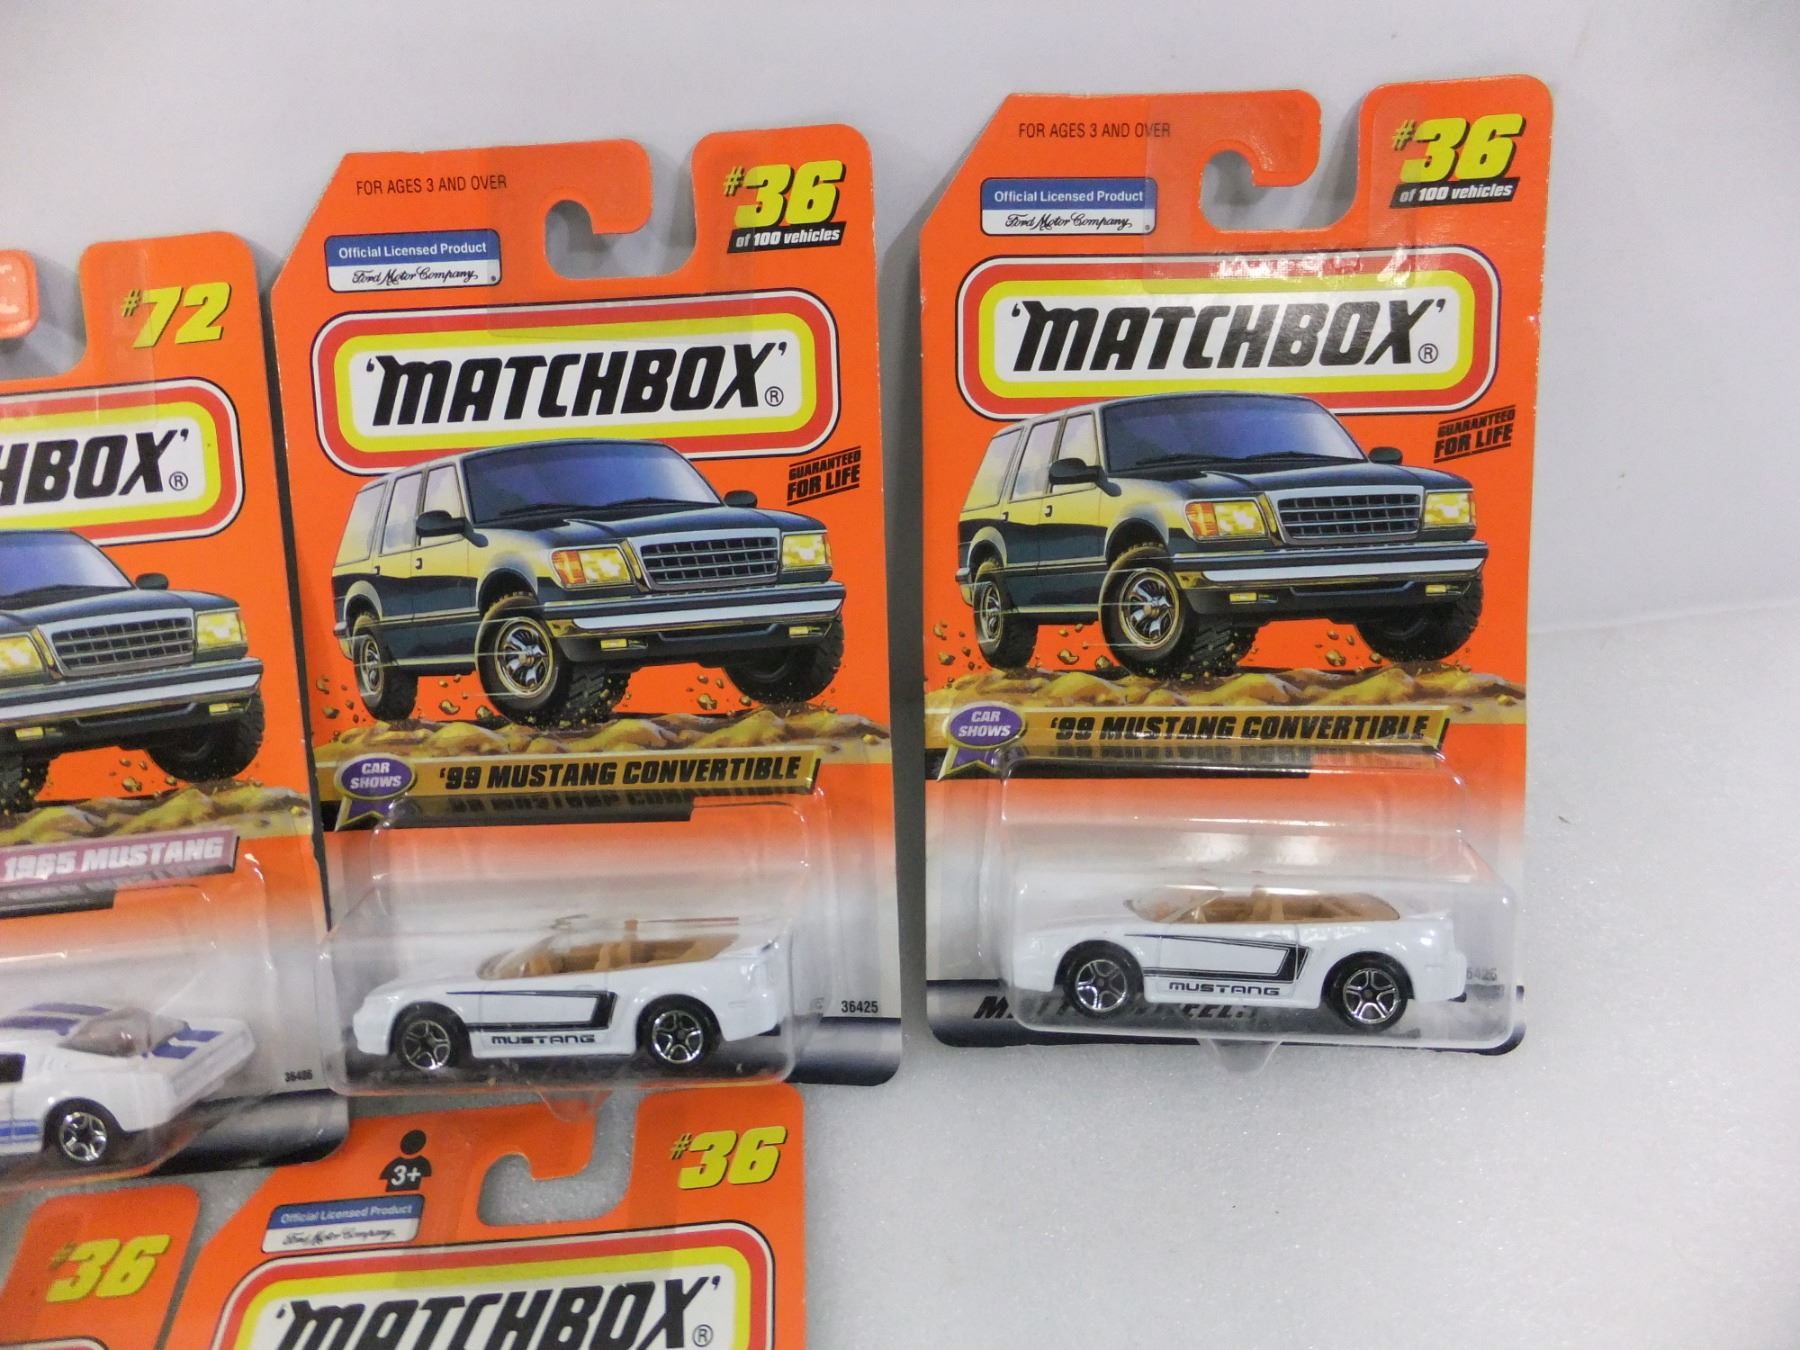 #72
HBOX'®
1965 MUSTANG
36486
FOR AGES 3 AND OVER
Official Licensed Product
Ford Motor Company
#36
of 100 vehicles
'MATCHBOX'®
GUARANTEED
FOR LIFE
CAR
SHOWS
'99 MUSTANG CONVERTIBLE
MUSTANG
36425
FOR AGES 3 AND OVER
Official Licensed Product
Ford Motor Company
#36
of 100 vehicles
'MATCHBOX'®
GUARANTEED
FOR LIFE
CAR
SHOWS
'99 MUSTANG CONVERTIBLE
MUSTANG
#36
3+
Official Licensed Product
Ford Motor Company
#36
'MATCHBOX'®